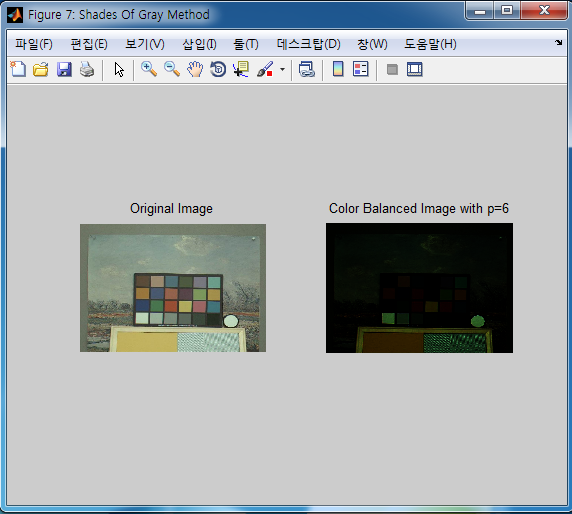 Figure 7: Shades Of Gray Method
파일(F) 편집(E) 보기(V) 삽입(I) 툴(T) 데스크탑(D) 창(W) 도움말(H)
Original Image
Color Balanced Image with p=6